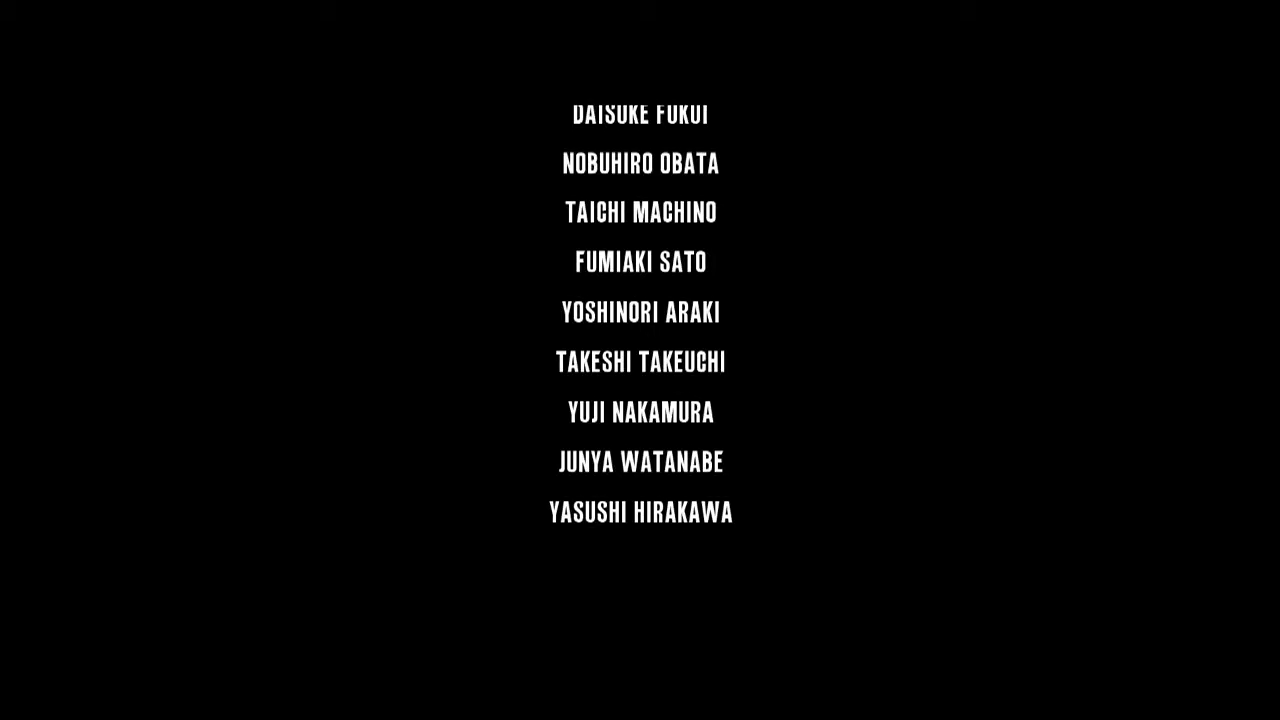 DAISUKE FUKUI
NOBUHIRO OBATA
TAICHI MACHINO
FUMIAKI SATO
YOSHINORI ARAKI
TAKESHI TAKEUCHI
YUJI NAKAMURA
JUNYA WATANABE
YASUSHI HIRAKAWA